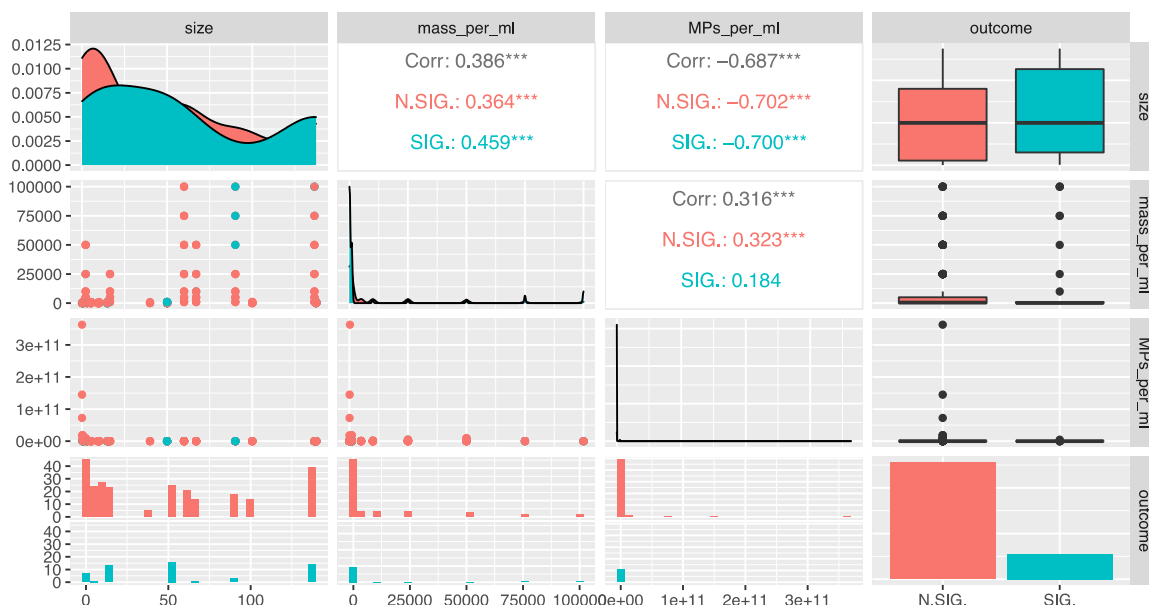 size mass_per_ml MPs_per_ml outcome
0.0125
0.0100
0.0075
0.0050
0.0025
0.0000
Corr: 0.386***
N.SIG.: 0.364***
SIG.: 0.459***
Corr: −0.687***
N.SIG.: −0.702***
SIG.: −0.700***
size
100000
75000
50000
25000
0
Corr: 0.316***
N.SIG.: 0.323***
SIG.: 0.184
mass_per_ml
3e+11
2e+11
1e+11
0e+00
MPs_per_ml
40
30
20
10
0
40
30
20
10
0
outcome
0 50 100
0 25000 50000 75000 100000
0e+00 1e+11 2e+11 3e+11
N.SIG. SIG.